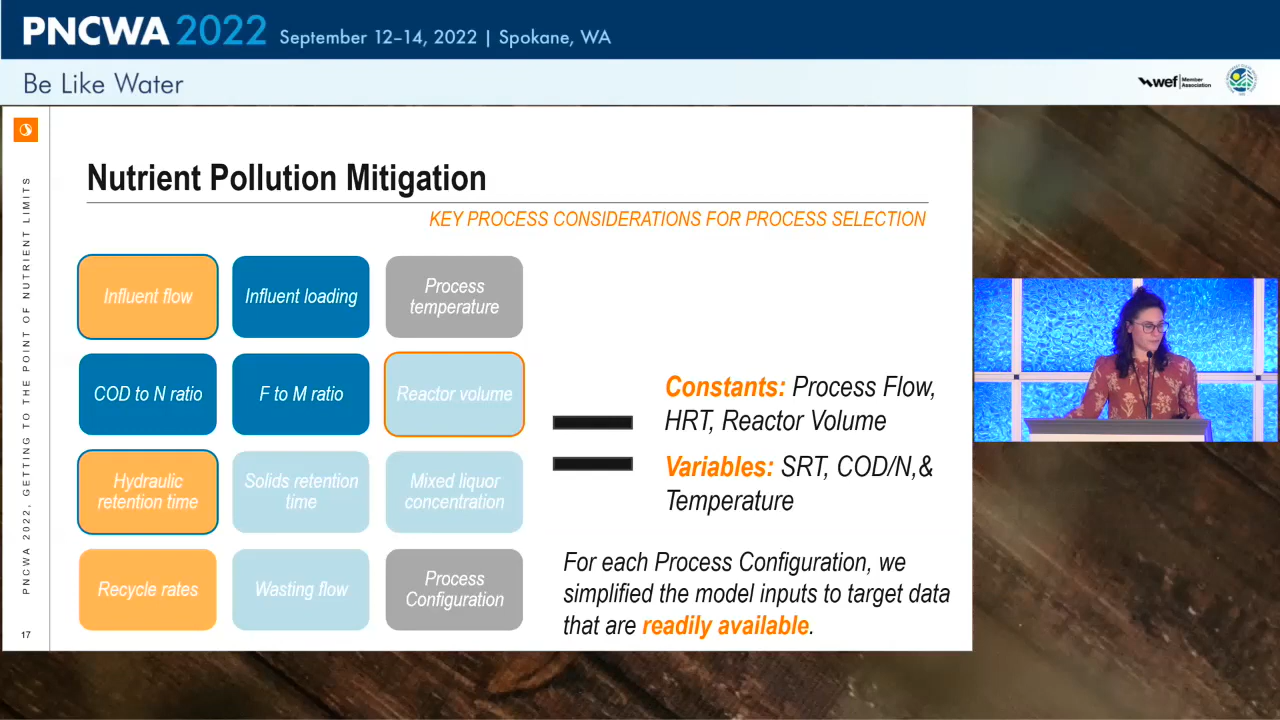 PNCWA 2022 September 12–14, 2022 | Spokane, WA
Be Like Water
wef Member Association
PNCWA 2022, GETTING TO THE POINT OF NUTRIENT LIMITS
17
Nutrient Pollution Mitigation
KEY PROCESS CONSIDERATIONS FOR PROCESS SELECTION
Influent flow
Influent loading
Process
temperature
COD to N ratio
F to M ratio
Reactor volume
Hydraulic
retention time
Solids retention
time
Mixed liquor
concentration
Recycle rates
Wasting flow
Process
Configuration
Constants: Process Flow,
HRT, Reactor Volume
Variables: SRT, COD/N,&
Temperature
For each Process Configuration, we
simplified the model inputs to target data
that are readily available.